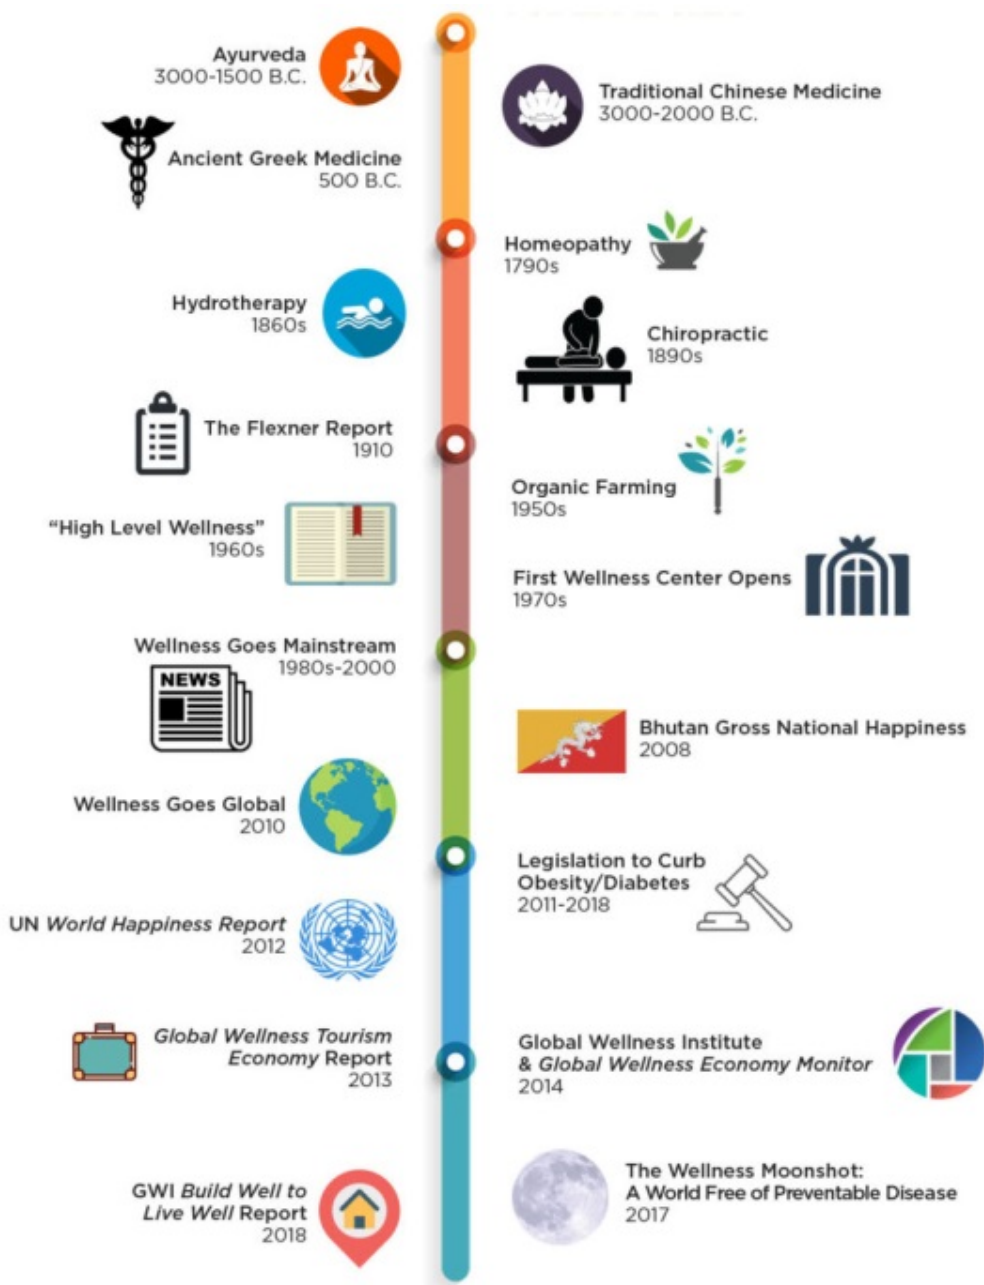 Ayurveda
3000-1500 B.C.
Traditional Chinese Medicine
3000-2000 B.C.
Ancient Greek Medicine
500 B.C.
Homeopathy
1790s
Hydrotherapy
1860s
Chiropractic
1890s
The Flexner Report
1910
Organic Farming
1950s
“High Level Wellness”
1960s
First Wellness Center Opens
1970s
Wellness Goes Mainstream
1980s-2000
NEWS
Bhutan Gross National Happiness
2008
Wellness Goes Global
2010
Legislation to Curb
Obesity/Diabetes
2011-2018
UN World Happiness Report
2012
Global Wellness Tourism
Economy Report
2013
Global Wellness Institute
& Global Wellness Economy Monitor
2014
The Wellness Moonshot:
A World Free of Preventable Disease
2017
GWI Build Well to
Live Well Report
2018